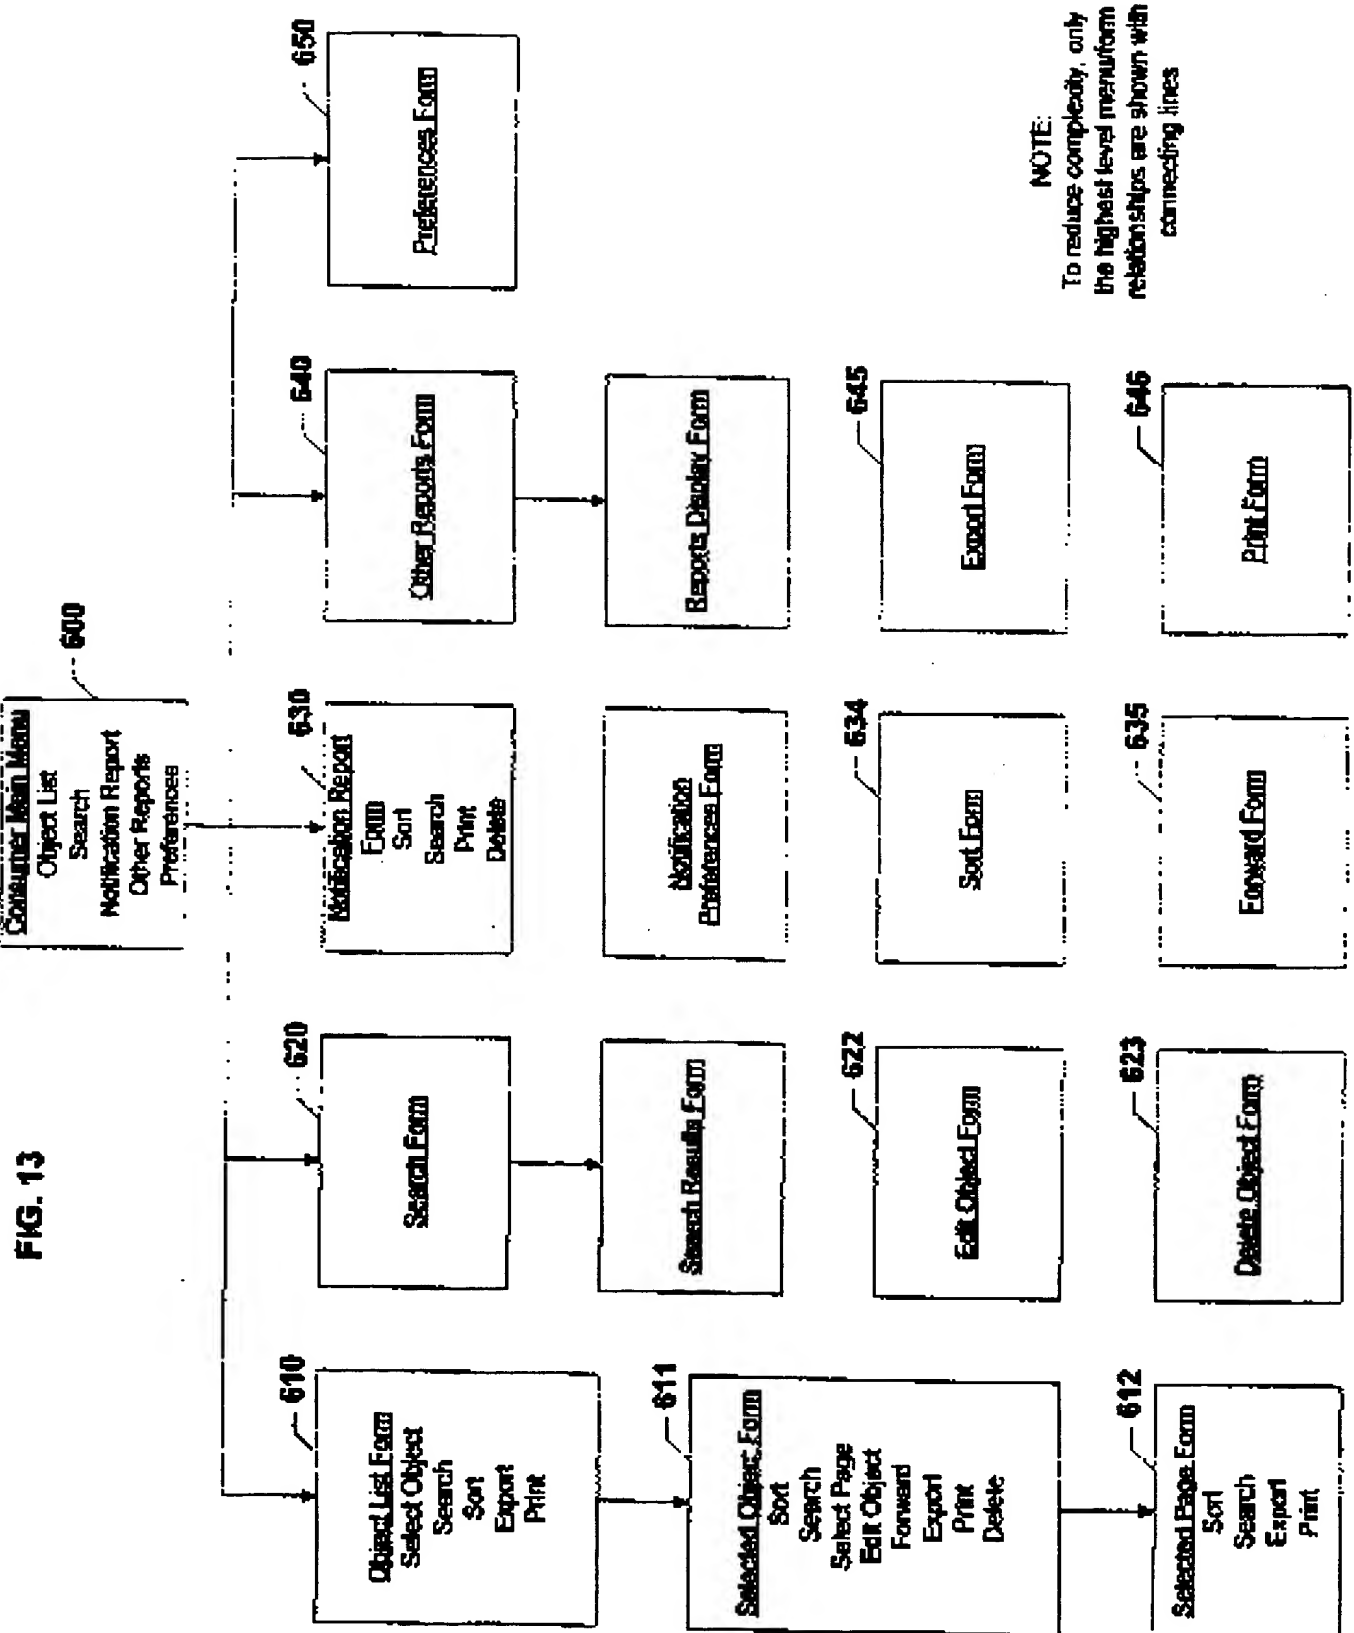 FIG. 13
Consumer Main Menu
Object List
Search
Notification Report
Other Reports
Preferences
600
610
Object List Form
Select Object
Search
Sort
Export
Print
620
Search Form
630
Notification Report
Form
Sort
Search
Print
Delete
640
Other Reports Form
650
Preferences Form
611
Selected Object Form
Sort
Search
Select Page
Edit Object
Forward
Export
Print
Delete
Search Results Form
Notification
Preferences Form
Reports Display Form
622
Edit Object Form
634
Sort Form
645
Export Form
612
Selected Page Form
Sort
Search
Export
Print
623
Delete Object Form
635
Forward Form
646
Print Form
NOTE:
To reduce complexity, only
the highest level menu/form
relationships are shown with
connecting lines